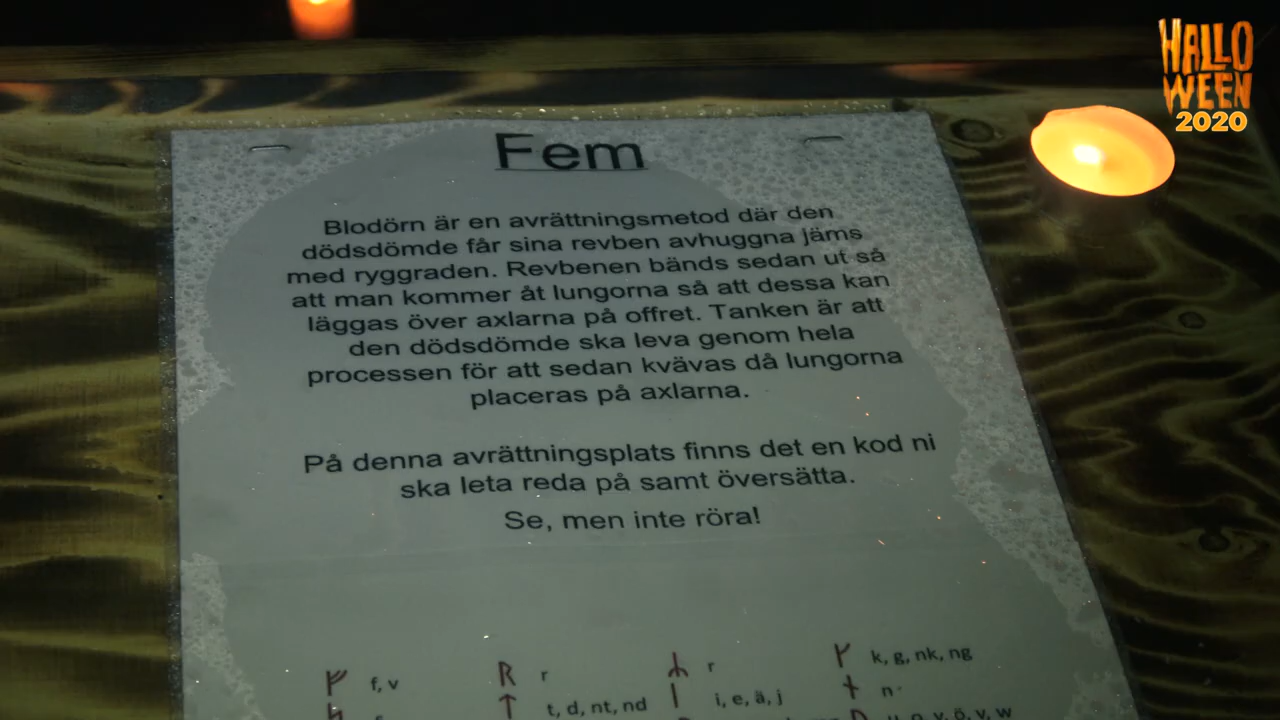 HALLO
WEEN
2020
Fem
Blodörn är en avrättningsmetod där den
dödsdömde får sina revben avhuggna jäms
med ryggraden. Revbenen bänds sedan ut så
att man kommer åt lungorna så att dessa kan
läggas över axlarna på offret. Tanken är att
den dödsdömde ska leva genom hela
processen för att sedan kvävas då lungorna
placeras på axlarna.
På denna avrättningsplats finns det en kod ni
ska leta reda på samt översätta.
Se, men inte röra!
ᚠ f, v ᚱ r ᛦ r ᚴ k, g, nk, ng
ᛏ t, d, nt, nd ᛁ i, e, ä, j ᚾ n